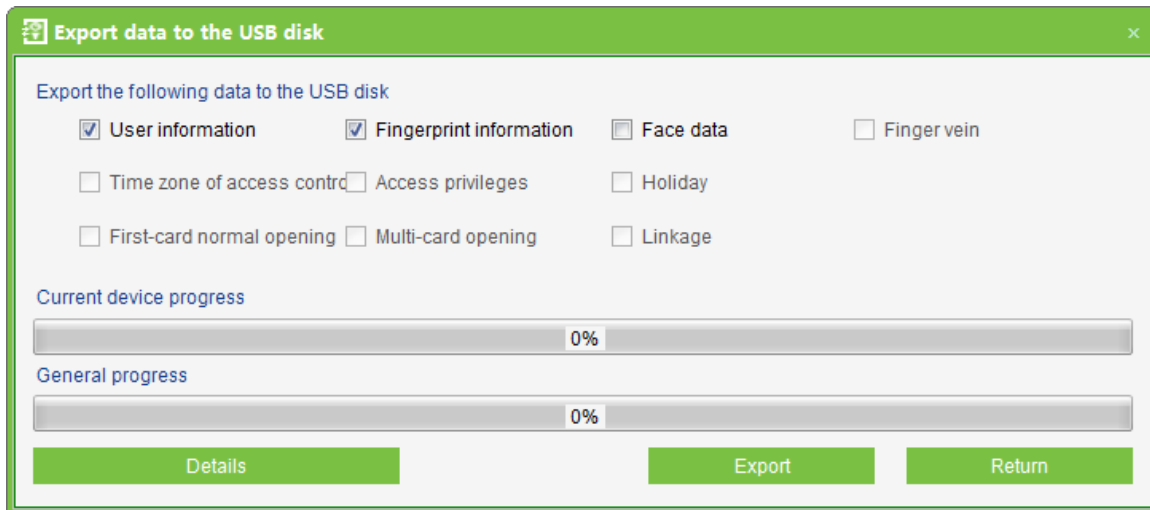 Export data to the USB disk
Export the following data to the USB disk
User information Fingerprint information Face data Finger vein
Time zone of access contro Access privileges Holiday
First-card normal opening Multi-card opening Linkage
Current device progress
0%
General progress
0%
Details Export Return